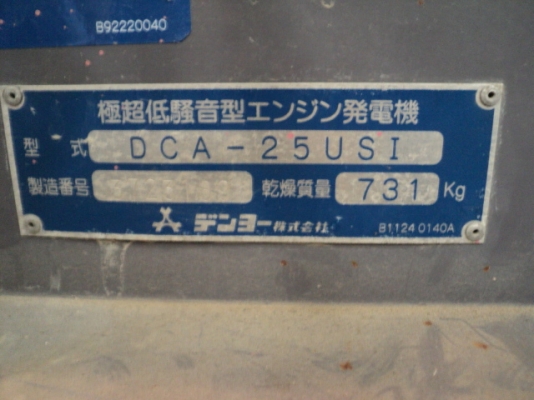 B92220040
極超低騒音型エンジン発電機
型式 DCA-25USI
製造番号 乾燥質量 731 Kg
デンヨー株式会社 B1124 0140A